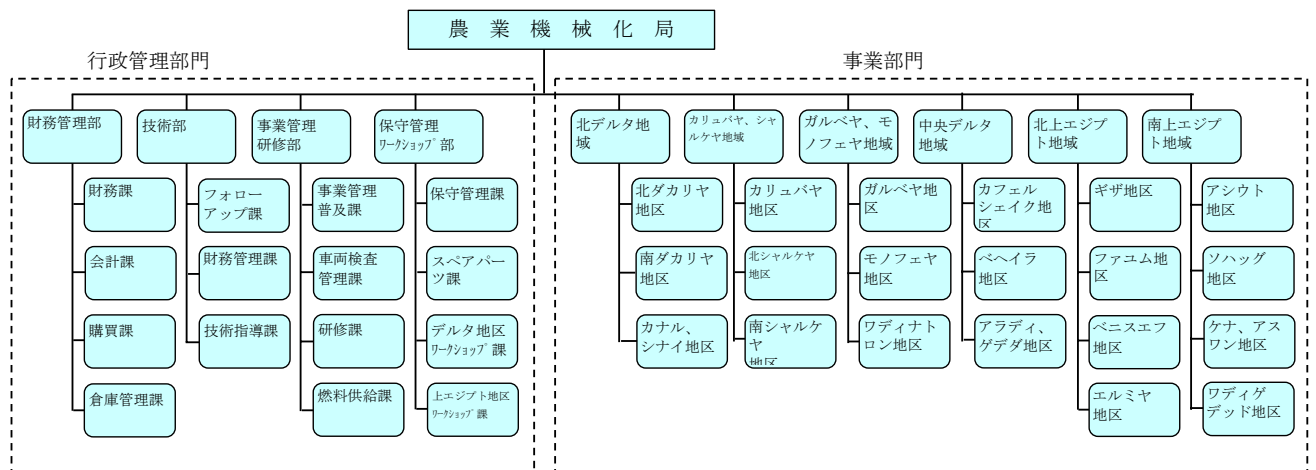 農 業 機 械 化 局
行政管理部門
事業部門
財務管理部
技術部
事業管理
研修部
保守管理
ﾜｰｸｼｮｯﾌﾟ部
北デルタ地
域
カリュバヤ、シャ
ルケヤ地域
ガルベヤ、モ
ノフェヤ地域
中央デルタ
地域
北上エジプ
ト地域
南上エジプ
ト地域
財務課
フォロー
アップ課
事業管理
普及課
保守管理課
北ダカリヤ
地区
カリュバヤ
地区
ガルベヤ地
区
カフェル
シェイク地
区
ギザ地区
アシウト
地区
会計課
財務管理課
車両検査
管理課
スペアパー
ツ課
南ダカリヤ
地区
北シャルケヤ
地区
モノフェヤ
地区
ベヘイラ
地区
ファユム地
区
ソハッグ
地区
購買課
技術指導課
研修課
デルタ地区
ﾜｰｸｼｮｯﾌﾟ課
カナル、
シナイ地区
南シャルケ
ヤ
地区
ワディナト
ロン地区
アラディ、
ゲデダ地区
ベニスエフ
地区
ケナ、アス
ワン地区
倉庫管理課
燃料供給課
上エジプト地区
ﾜｰｸｼｮｯﾌﾟ課
エルミヤ
地区
ワディゲ
デッド地区